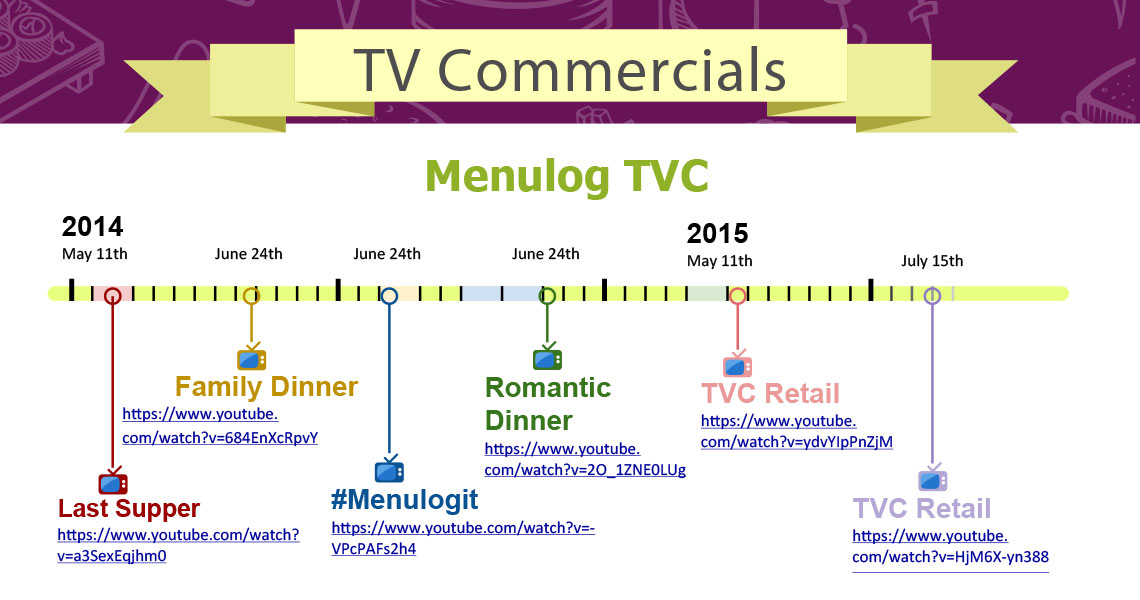 TV Commercials
Menulog TVC
2014
May 11th
June 24th
June 24th
June 24th
2015
May 11th
July 15th
Family Dinner
https://www.youtube.
com/watch?v=684EnXcRpvY
Romantic
Dinner
https://www.youtube.
com/watch?v=2O_1ZNE0LUg
TVC Retail
https://www.youtube.
com/watch?v=ydvYIpPnZjM
Last Supper
https://www.youtube.com/watch?
v=a3SexEqjhm0
#Menulogit
https://www.youtube.com/watch?v=-
VPcPAFs2h4
TVC Retail
https://www.youtube.
com/watch?v=HjM6X-yn388